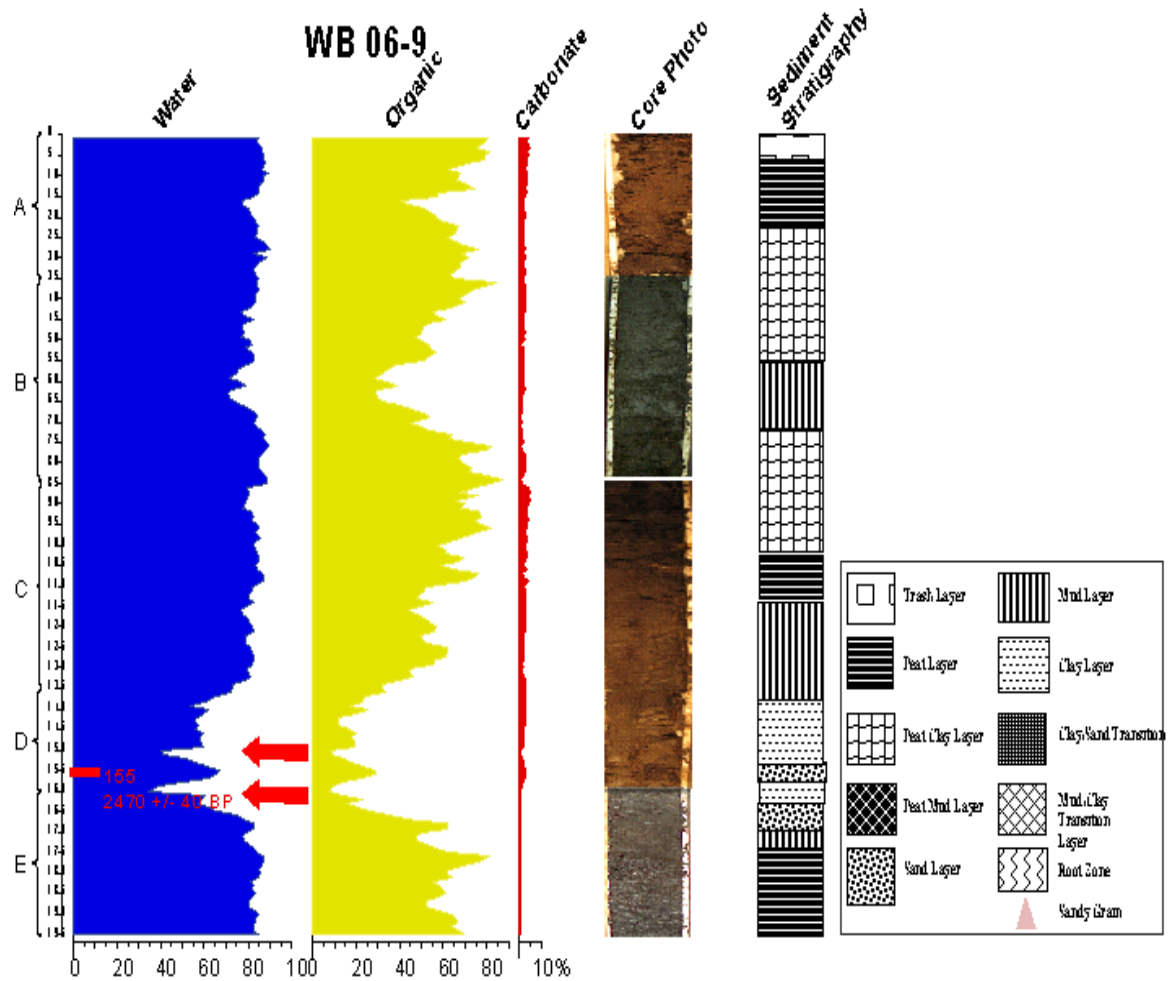 WB 06-9
Water
Organic
Carbonate
Core Photo
Sediment
Stratigraphy
A
B
C
D
E
155
2470 +/- 40 BP
0 20 40 60 80 100
0 20 40 60 80
10%
Trash Layer
Mud Layer
Peat Layer
Clay Layer
Peat Clay Layer
Clay/Sand Transition
Peat Mud Layer
Mud/Clay
Transition
Layer
Sand Layer
Root Zone
Sandy Grain